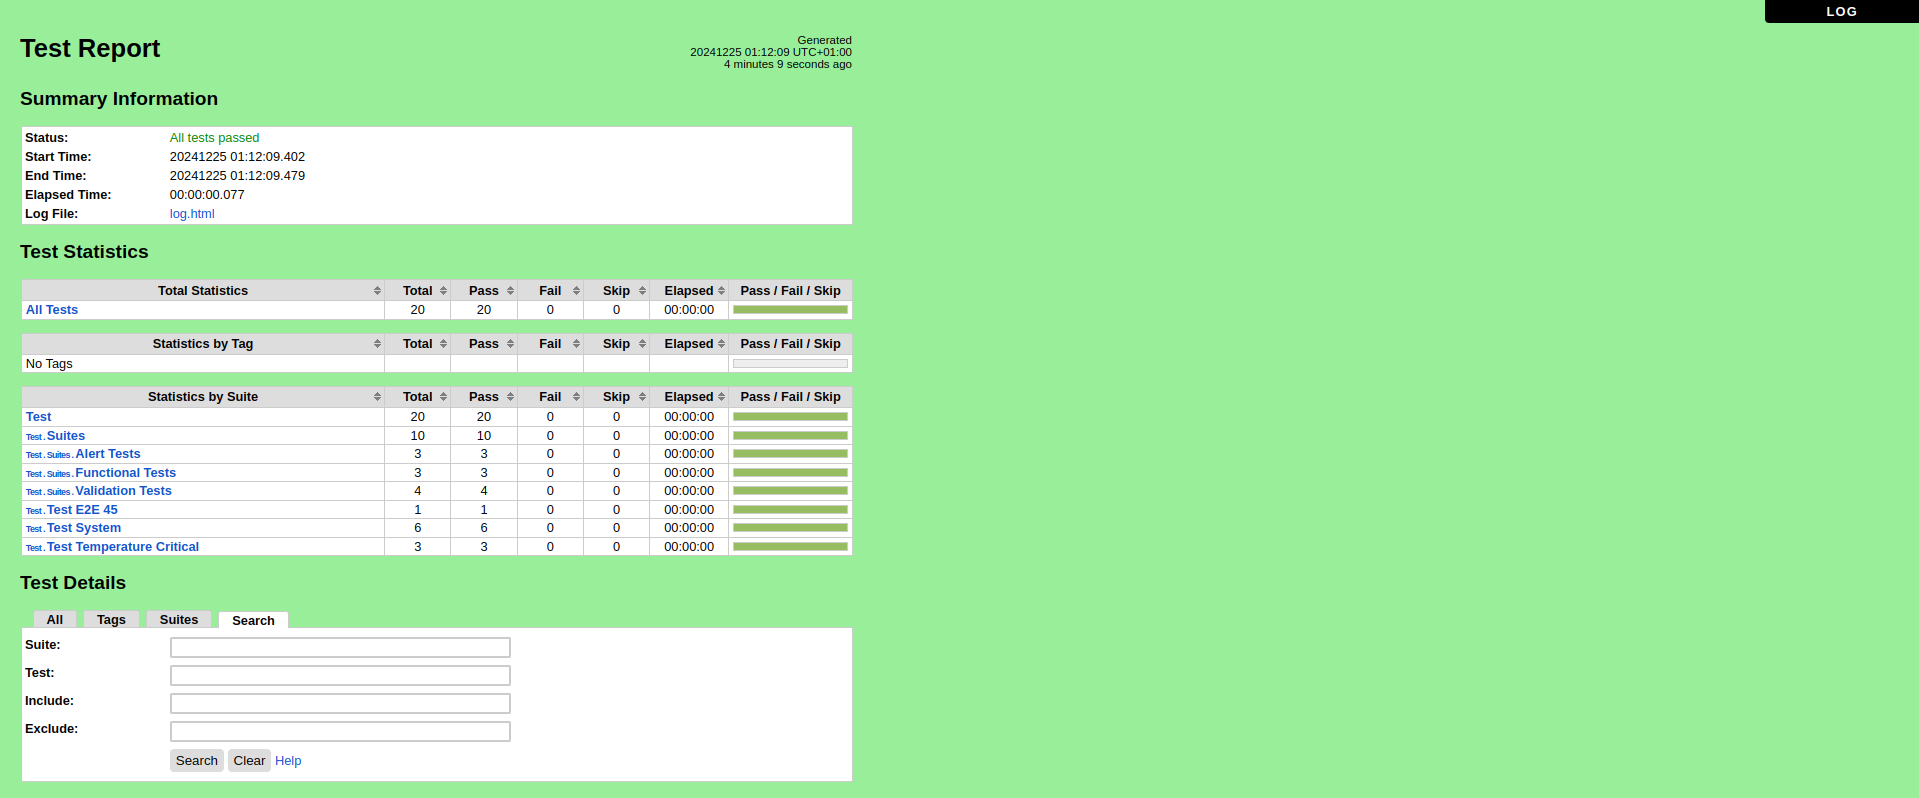 LOG
Test Report
Generated
20241225 01:12:09 UTC+01:00
4 minutes 9 seconds ago
Summary Information
Status: All tests passed
Start Time: 20241225 01:12:09.402
End Time: 20241225 01:12:09.479
Elapsed Time: 00:00:00.077
Log File: log.html
Test Statistics
Total Statistics Total Pass Fail Skip Elapsed Pass / Fail / Skip
All Tests 20 20 0 0 00:00:00
Statistics by Tag Total Pass Fail Skip Elapsed Pass / Fail / Skip
No Tags
Statistics by Suite Total Pass Fail Skip Elapsed Pass / Fail / Skip
Test 20 20 0 0 00:00:00
Test . Suites 10 10 0 0 00:00:00
Test . Suites . Alert Tests 3 3 0 0 00:00:00
Test . Suites . Functional Tests 3 3 0 0 00:00:00
Test . Suites . Validation Tests 4 4 0 0 00:00:00
Test . Test E2E 45 1 1 0 0 00:00:00
Test . Test System 6 6 0 0 00:00:00
Test . Test Temperature Critical 3 3 0 0 00:00:00
Test Details
All Tags Suites Search
Suite:
Test:
Include:
Exclude:
Search Clear Help